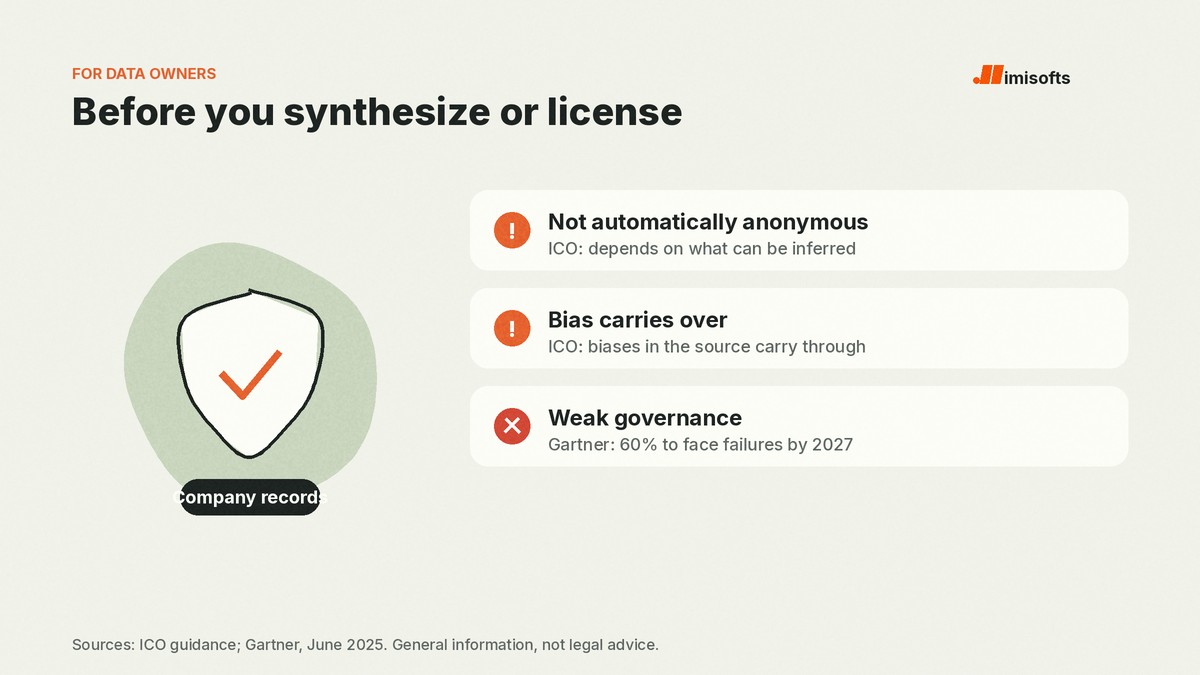 FOR DATA OWNERS
Before you synthesize or license
imisofts
Not automatically anonymous
ICO: depends on what can be inferred
Bias carries over
ICO: biases in the source carry through
Weak governance
Gartner: 60% to face failures by 2027
Company records
Sources: ICO guidance; Gartner, June 2025. General information, not legal advice.